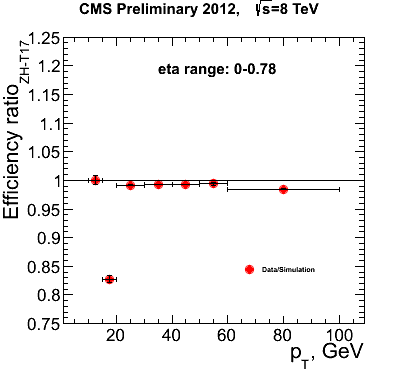 CMS Preliminary 2012, √s=8 TeV
eta range: 0-0.78
Efficiency ratio ZH-T17
1.25
1.2
1.15
1.1
1.05
1
0.95
0.9
0.85
0.8
0.75
Data/Simulation
20 40 60 80 100
pT, GeV